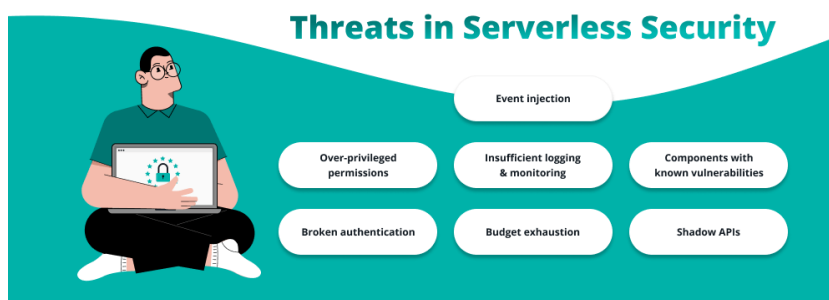 Threats in Serverless Security
Event injection
Over-privileged
permissions
Insufficient logging
& monitoring
Components with
known vulnerabilities
Broken authentication
Budget exhaustion
Shadow APIs